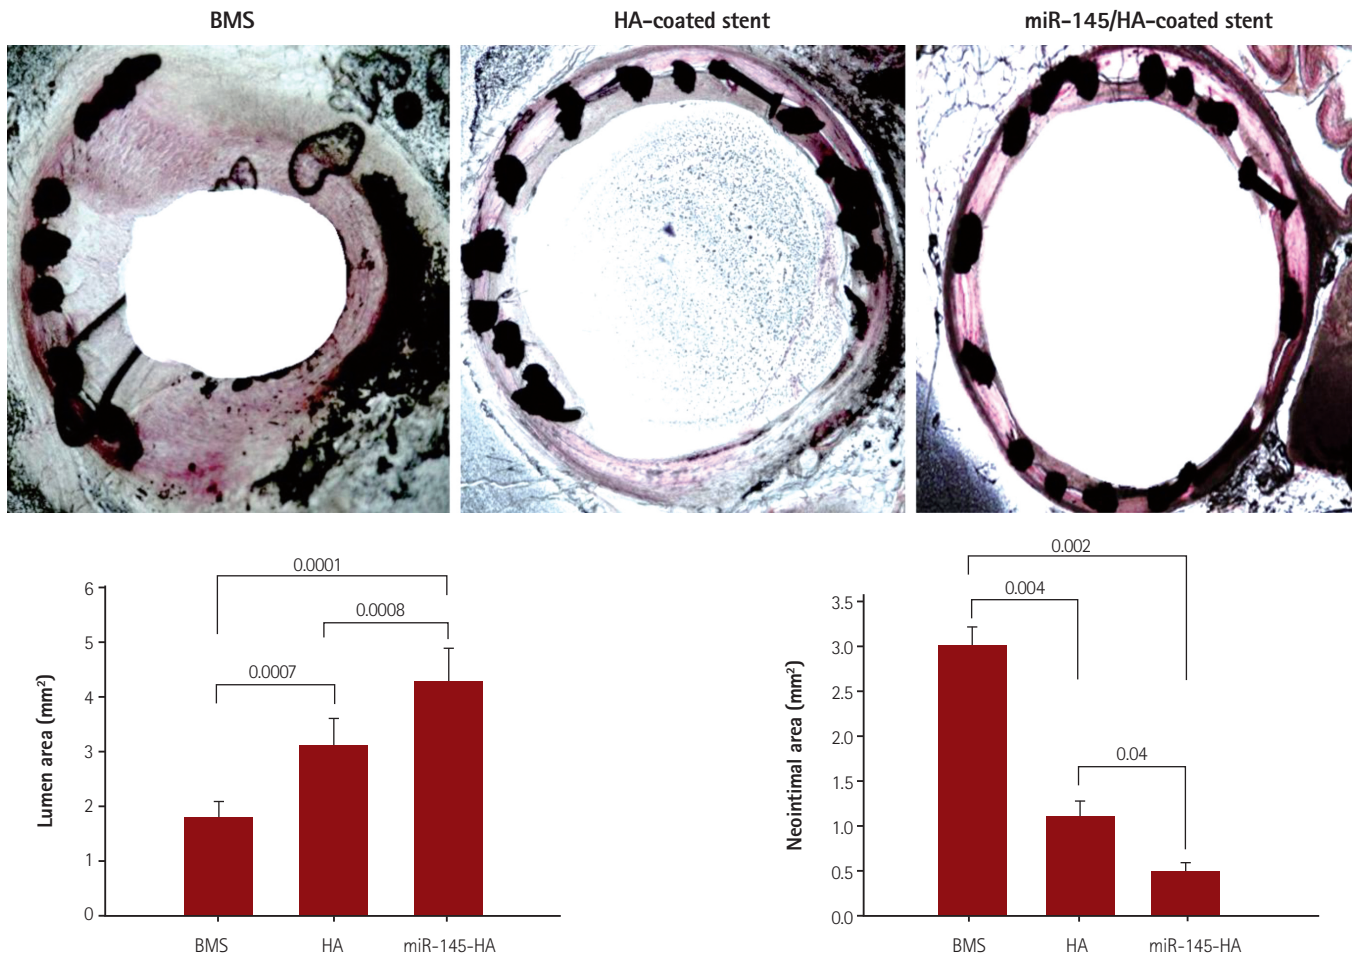 BMS
HA-coated stent
miR-145/HA-coated stent
0.0001
0.0008
0.0007
6
5
4
3
2
1
0
Lumen area (mm²)
BMS
HA
miR-145-HA
0.002
0.004
0.04
3.5
3.0
2.5
2.0
1.5
1.0
0.5
0.0
Neointimal area (mm²)
BMS
HA
miR-145-HA